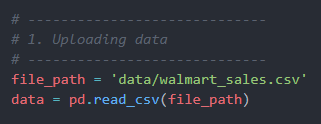 # -----------------------------
# 1. Uploading data
# -----------------------------
file_path = 'data/walmart_sales.csv'
data = pd.read_csv(file_path)